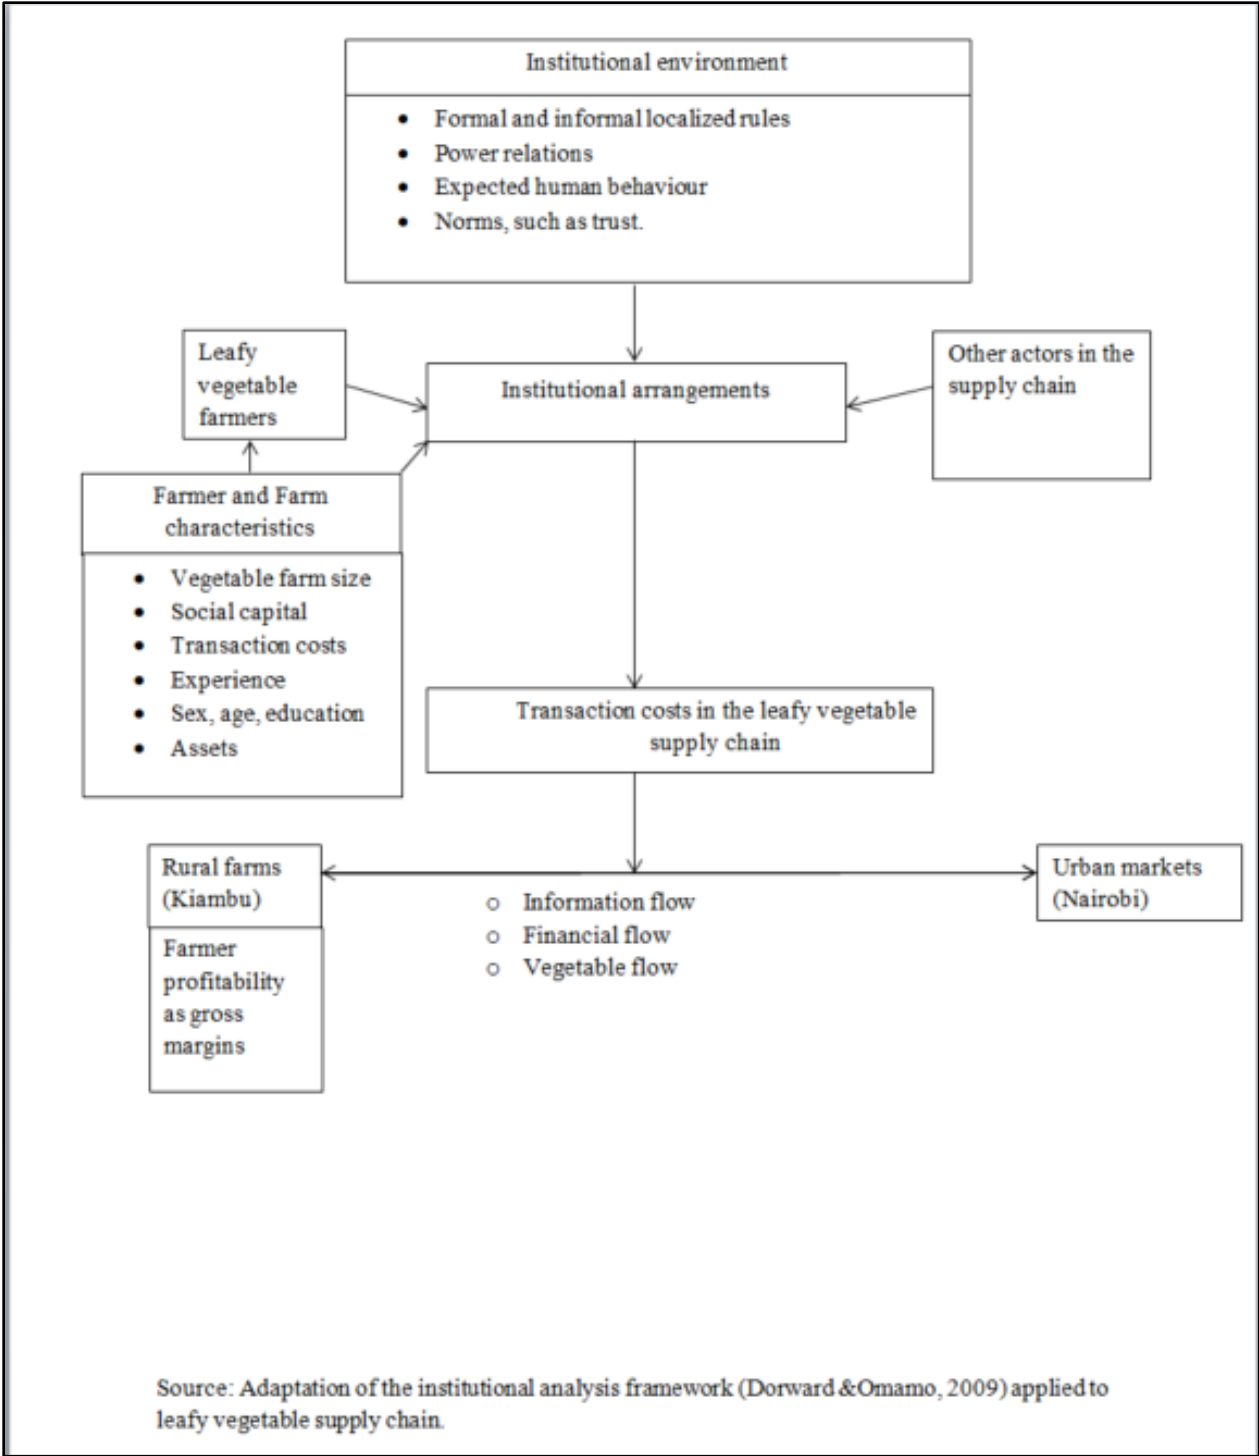 Institutional environment
• Formal and informal localized rules
• Power relations
• Expected human behaviour
• Norms, such as trust.
Leafy
vegetable
farmers
Institutional arrangements
Other actors in the
supply chain
Farmer and Farm
characteristics
• Vegetable farm size
• Social capital
• Transaction costs
• Experience
• Sex, age, education
• Assets
Transaction costs in the leafy vegetable
supply chain
Rural farms
(Kiambu)
Farmer
profitability
as gross
margins
o Information flow
o Financial flow
o Vegetable flow
Urban markets
(Nairobi)
Source: Adaptation of the institutional analysis framework (Dorward &Omamo, 2009) applied to
leafy vegetable supply chain.